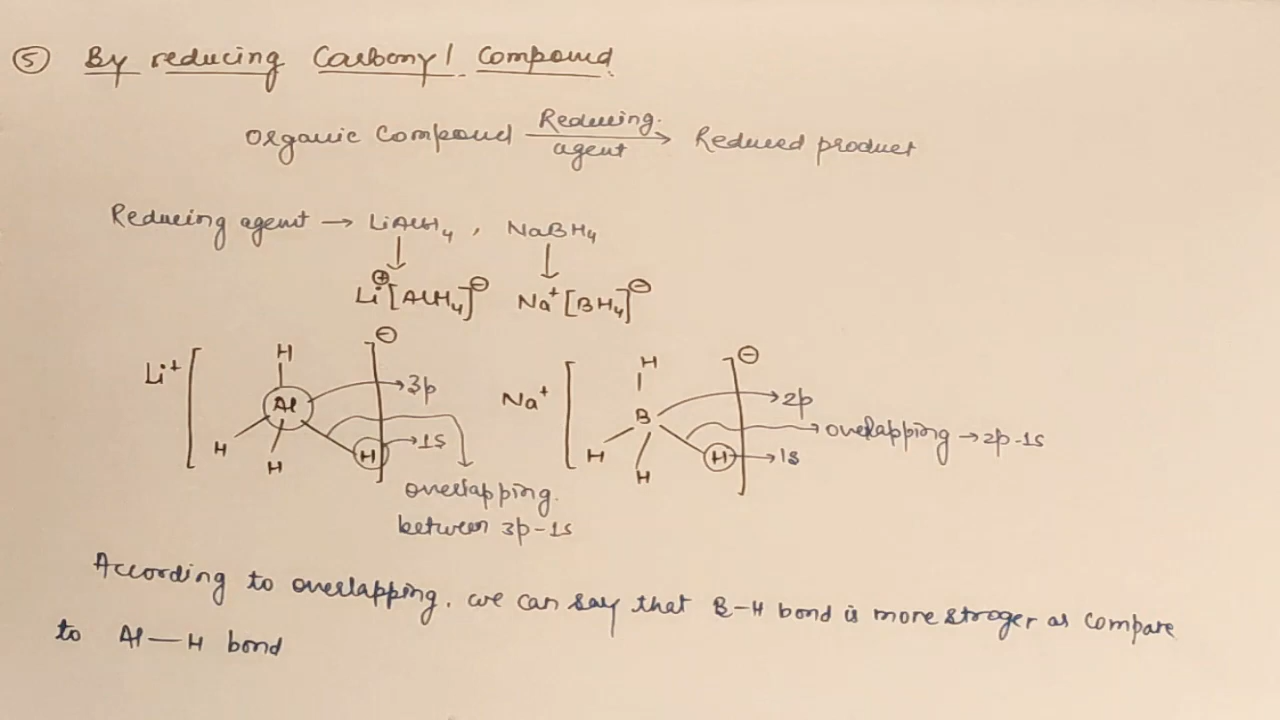 ⑤ By reducing Carbonyl Compound.
Organic Compound Reducing. agent → Reduced product
Reducing agent → LiAlH₄ , NaBH₄
↓ ↓
Li⊕[AlH₄]⊖ Na⁺[BH₄]⊖
Li⁺ [ H Al H H H ]⊖ → 3p → 1s
overlapping.
between 3p-1s
Na⁺ [ H B H H H ]⊖ → 2p → overlapping → 2p-1s → 1s
According to overlapping, we can say that B-H bond is more stroger as compare
to Al—H bond